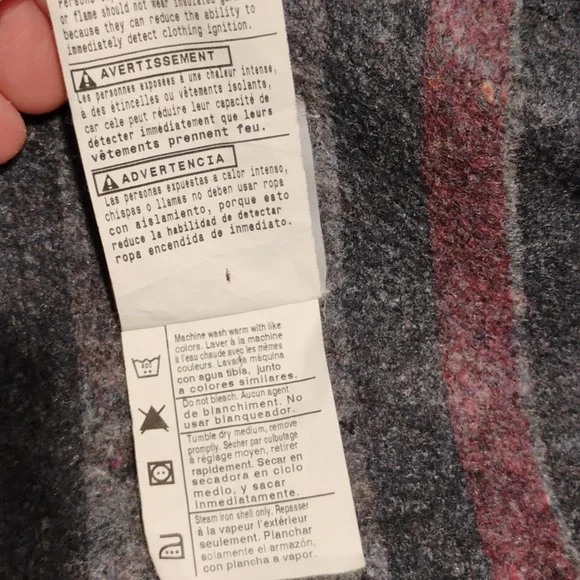 or flame should not wear insulated
because they can reduce the ability to
immediately detect clothing ignition.
AVERTISSEMENT
Les personnes exposées à une chaleur intense,
à des étincelles ou vêtements isolants,
car cele peut réduire leur capacité de
détecter immédiatement que leurs
vêtements prennent feu.
ADVERTENCIA
Las personas expuestas a calor intenso,
chispas o llamas no deben usar ropa
con aislamiento, porque esto
reduce la habilidad de detectar
ropa encendida de inmediato.
Machine wash warm with like
colors. Laver à la machine
à l'eau chaude avec les mêmes
couleurs. Lavar a máquina
con agua tibia, junto
a colores similares.
Do not bleach. Aucun agent
de blanchiment. No
usar blanqueador.
Tumble dry medium, remove
promptly. Sécher par culbutage
à réglage moyen, retirer
rapidement. Secar en
secadora en ciclo
medio, y sacar
inmediatamente.
Steam iron shell only. Repasser
à la vapeur l'extérieur
seulement. Planchar
solamente el armazón,
con plancha a vapor.